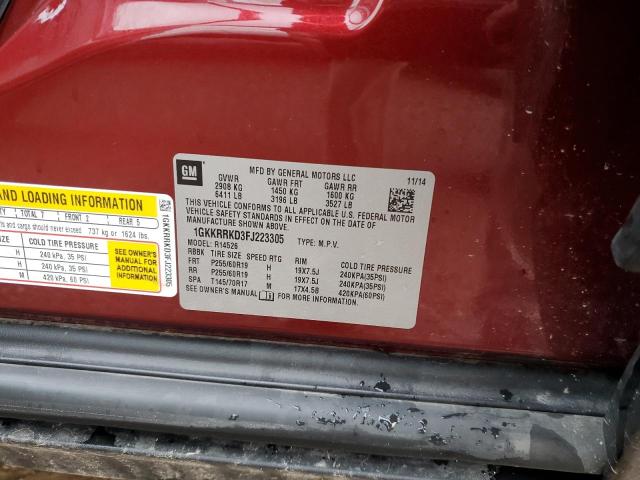 GM
MFD BY GENERAL MOTORS LLC
11/14
GVWR GAWR FRT GAWR RR
2908 KG 1450 KG 1600 KG
6411 LB 3196 LB 3527 LB
THIS VEHICLE CONFORMS TO ALL APPLICABLE U.S. FEDERAL MOTOR
VEHICLE SAFETY AND THEFT PREVENTION STANDARDS IN EFFECT ON THE
DATE OF MANUFACTURE SHOWN ABOVE.
1GKKRRKD3FJ223305 TYPE: M.P.V.
MODEL: R14526
RBBK TIRE SIZE SPEED RTG RIM COLD TIRE PRESSURE
FRT P255/60R19 H 19X7.5J 240KPA(35PSI)
RR P255/60R19 H 19X7.5J 240KPA(35PSI)
SPA T145/70R17 M 17X4.5B 420KPA(60PSI)
SEE OWNER'S MANUAL FOR MORE INFORMATION.
AND LOADING INFORMATION
TOTAL 7 FRONT 2 REAR 5
cargo should never exceed 737 kg or 1624 lbs.
COLD TIRE PRESSURE
H 240 kPA, 35 PSI
H 240 kPA, 35 PSI
M 420 kPA, 60 PSI
SEE OWNER'S
MANUAL FOR
ADDITIONAL
INFORMATION
1GKKRRKD3FJ223305